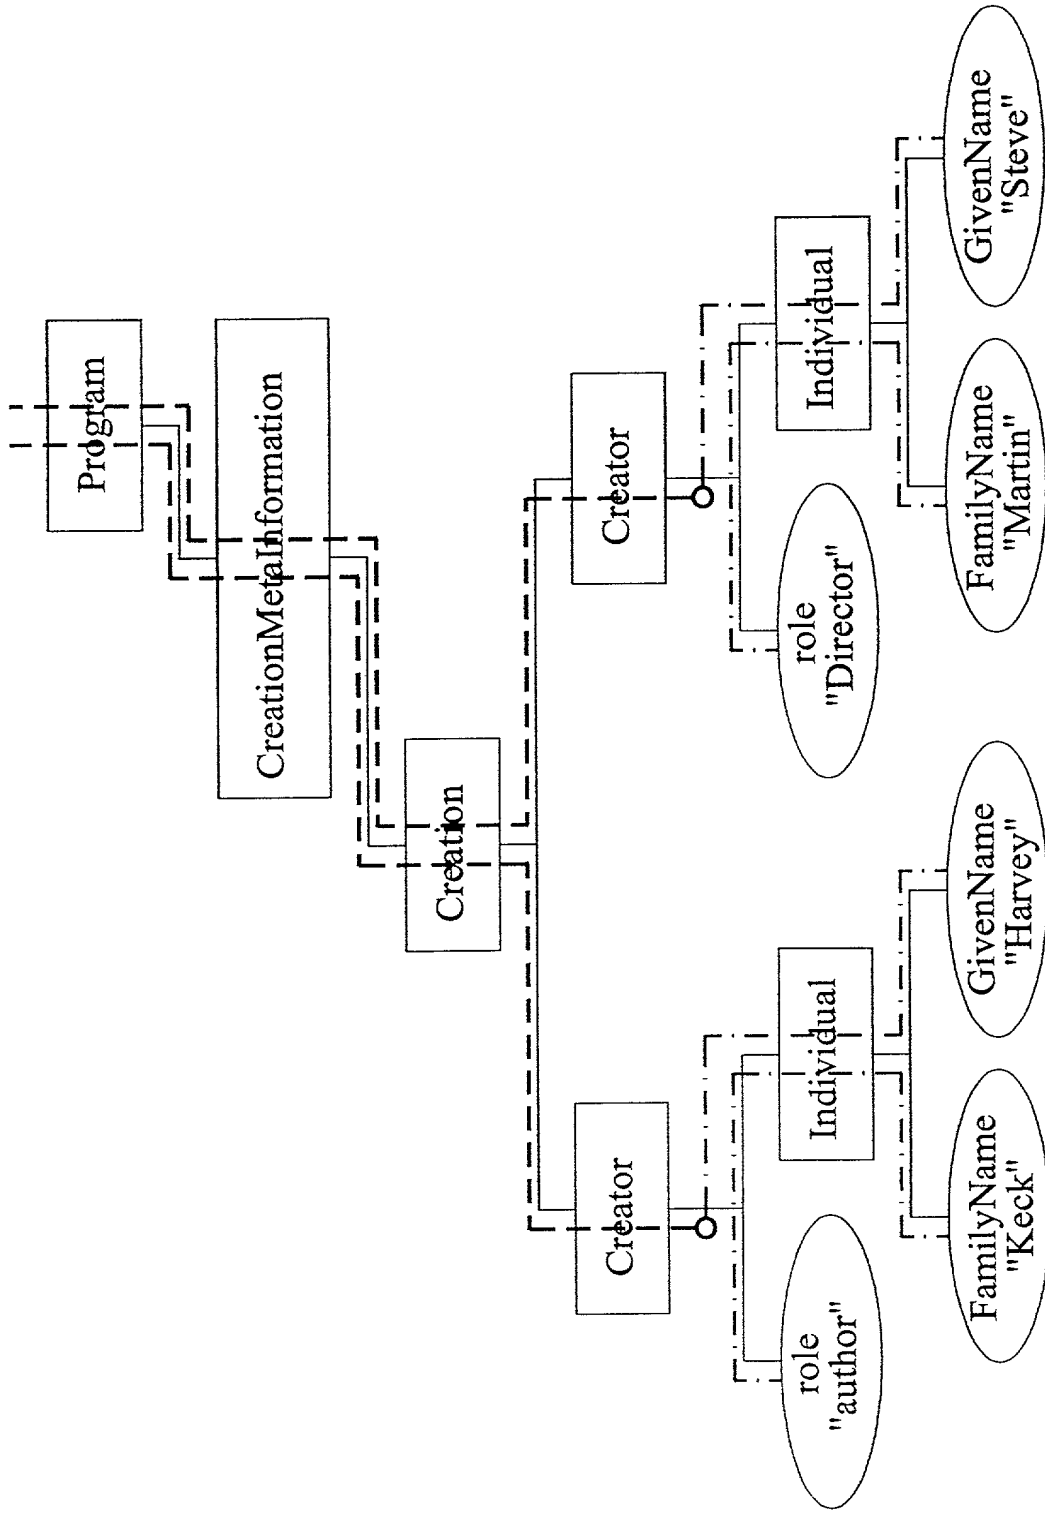 Program
CreationMetaInformation
Creation
Creator
Creator
role
"author"
Individual
role
"Director"
Individual
FamilyName
"Keck"
GivenName
"Harvey"
FamilyName
"Martin"
GivenName
"Steve"